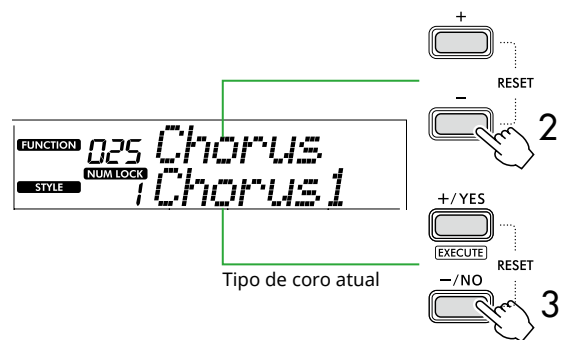 +
RESET
-
2
FUNCTION 025 Chorus
NUM LOCK
STYLE 1 Chorus1
+/YES
EXECUTE
RESET
Tipo de coro atual
-/NO
3